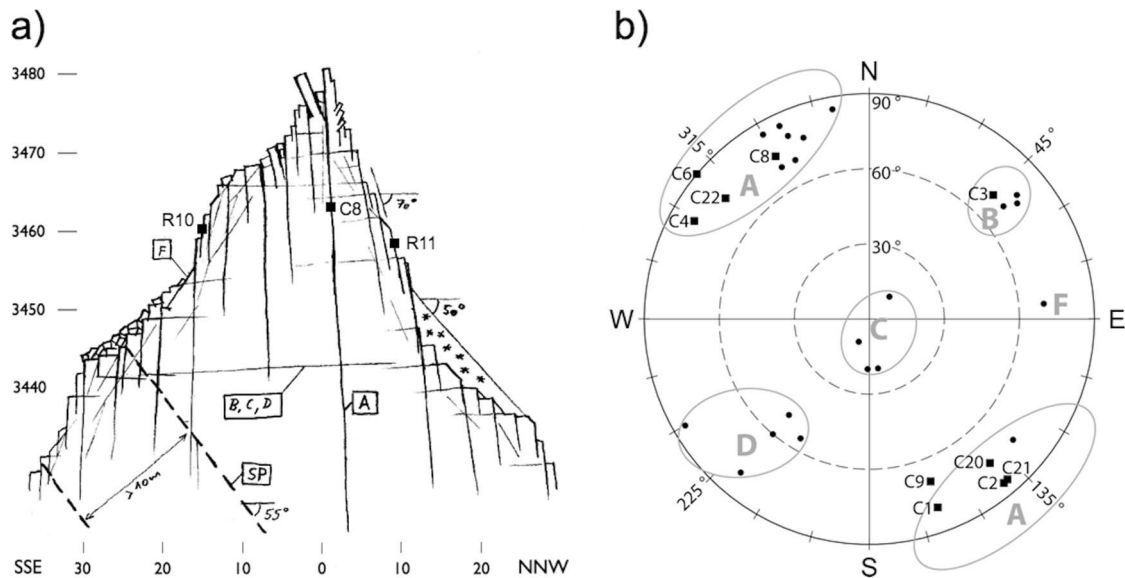 a)
3480
3470
3460
3450
3440
R10
C8
R11
70°
F
50°
B, C, D
A
SP
>10m
55°
SSE 30 20 10 0 10 20 NNW
b)
N
90°
315°
45°
60°
C8
C6
A
C3
C22
B
C4
30°
W
C
F
E
D
C20
C21
C9
C2
225°
135°
C1
A
S